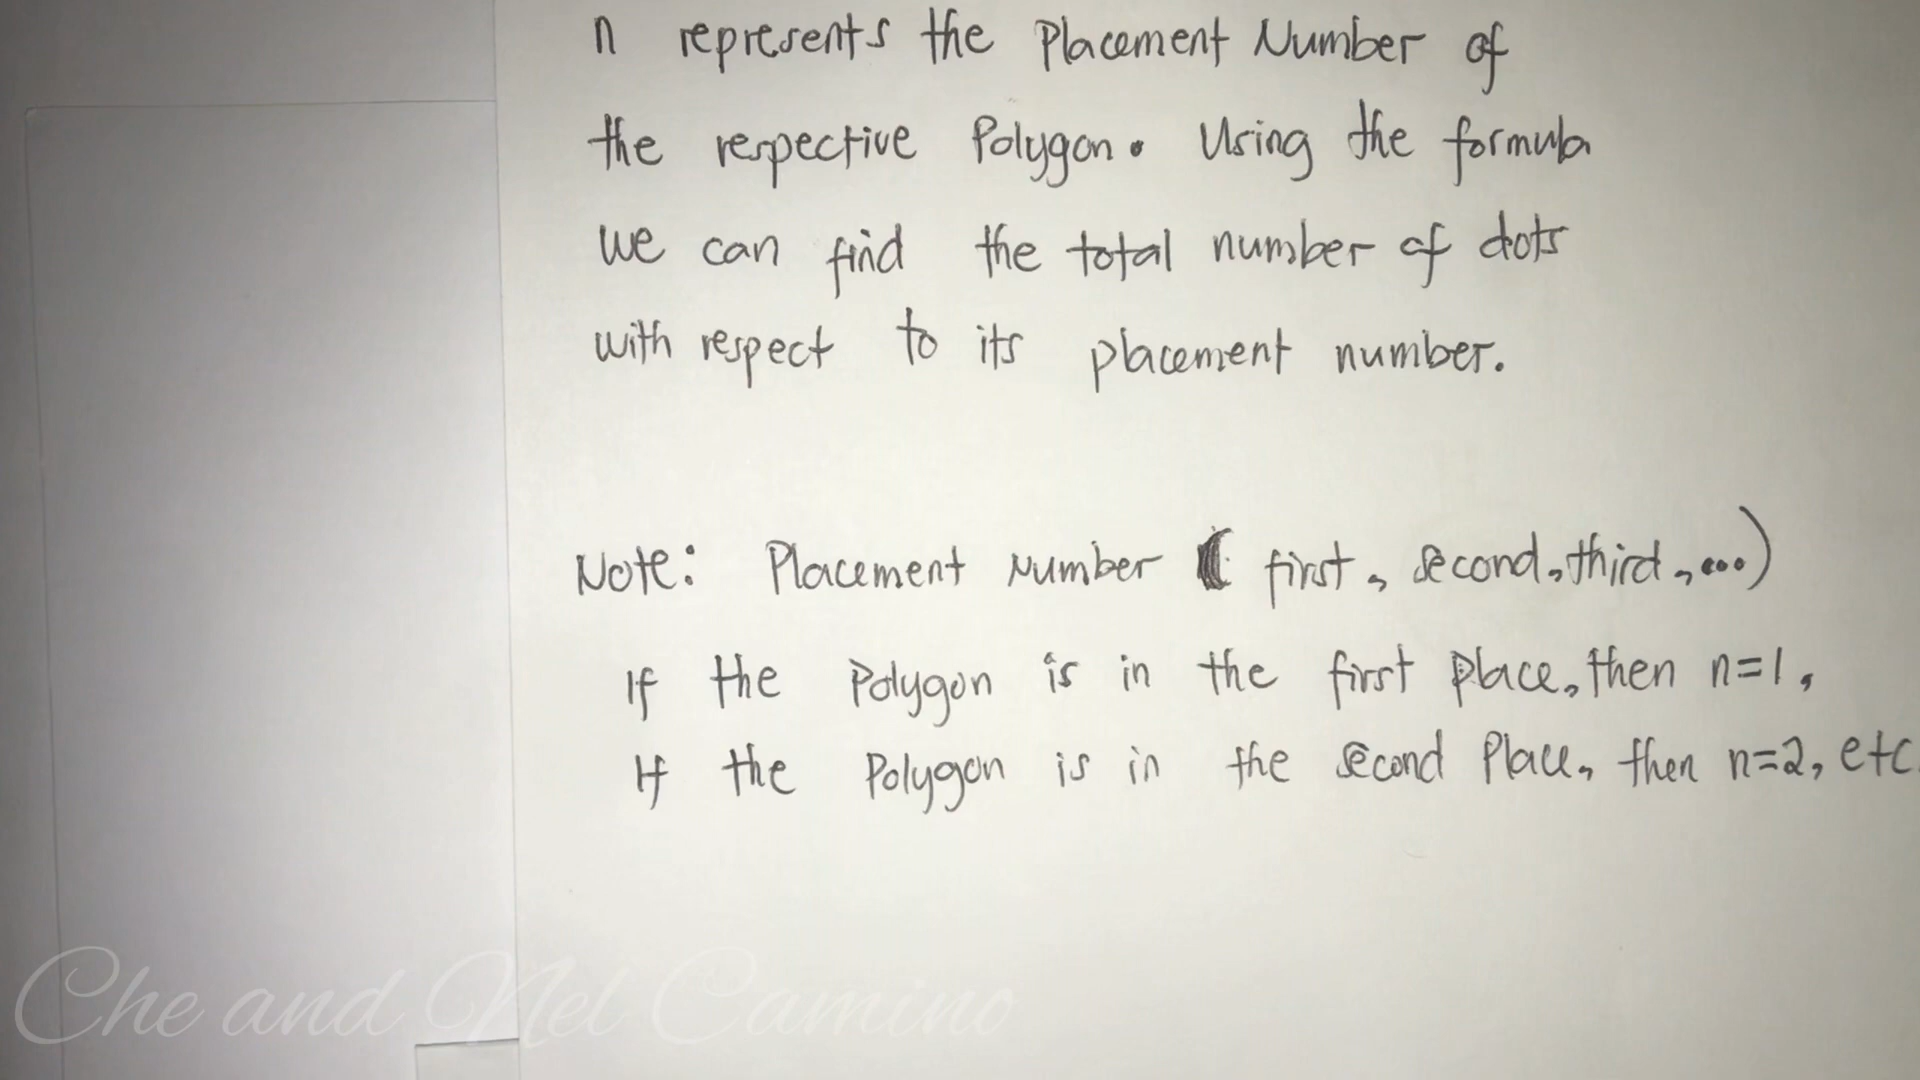 n represents the Placement Number of
the respective Polygon. Using the formula
we can find the total number of dots
with respect to its placement number.
Note: Placement Number ( first, second, third, ...)
If the Polygon is in the first place, then n=1,
If the Polygon is in the second Place, then n=2, etc.
Che and Nel Camino